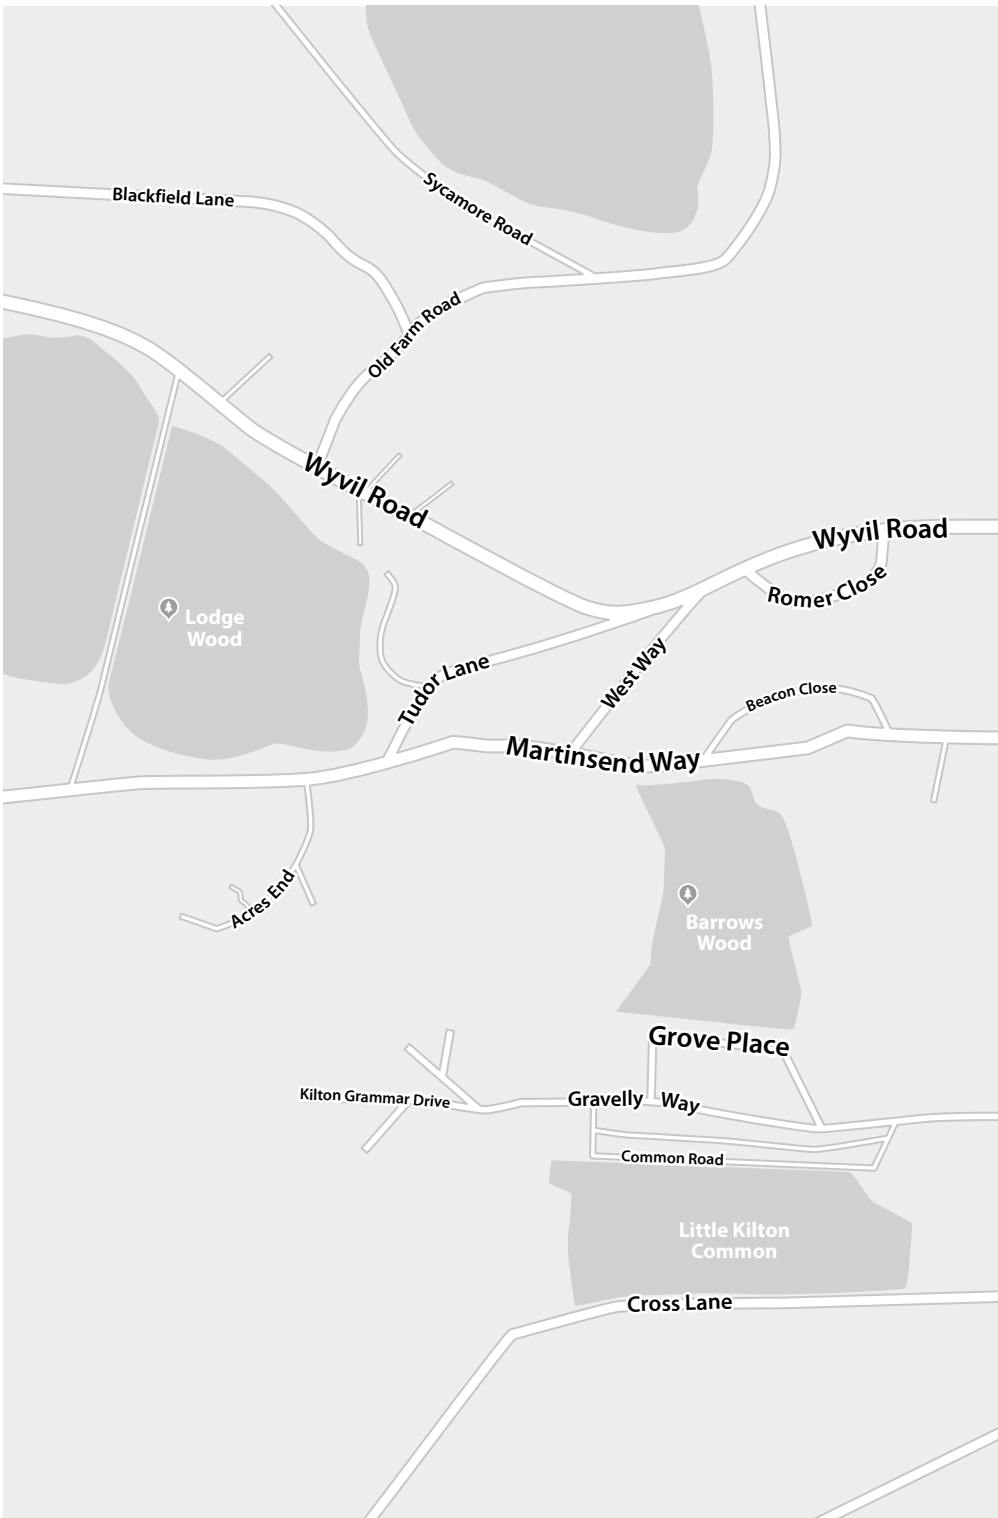 Sycamore Road
Blackfield Lane
Old Farm Road
Wyvil Road
Wyvil Road
Romer Close
Lodge
Wood
Tudor Lane
West Way
Beacon Close
Martinsend Way
Acres End
Barrows
Wood
Grove Place
Kilton Grammar Drive
Gravelly Way
Common Road
Little Kilton
Common
Cross Lane